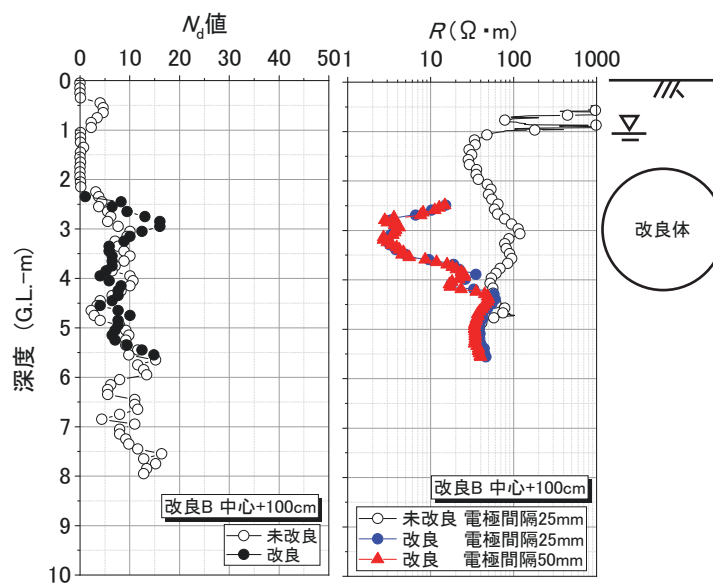 Nd値
0 10 20 30 40 50
R(Ω・m)
1 10 100 1000
深度 (G.L.-m)
0
1
2
3
4
5
6
7
8
9
10
改良体
改良B 中心+100cm
未改良
改良
改良B 中心+100cm
未改良 電極間隔25mm
改良 電極間隔25mm
改良 電極間隔50mm